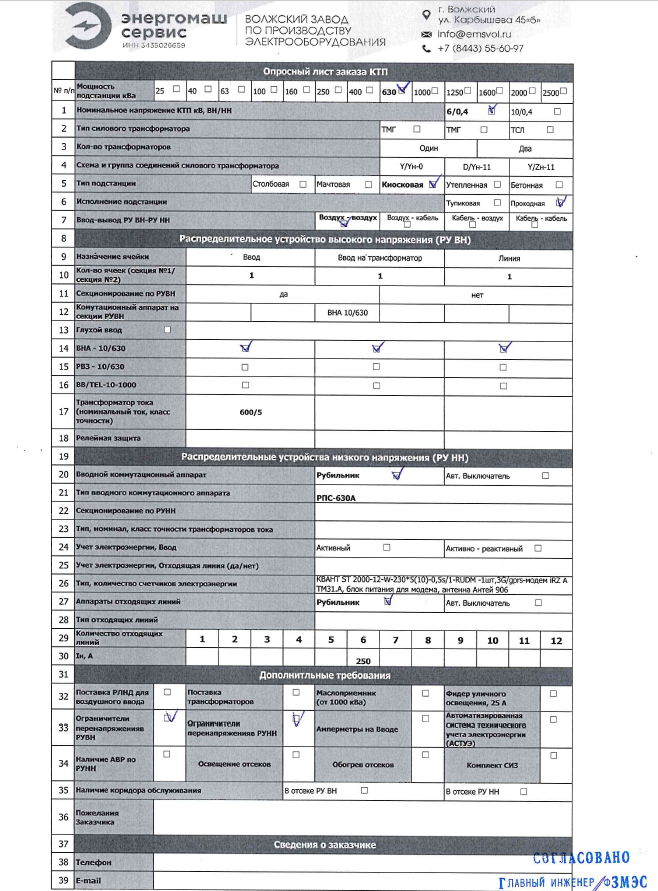 энергомаш
сервис
ИНН 3435026659
ВОЛЖСКИЙ ЗАВОД
ПО ПРОИЗВОДСТВУ
ЭЛЕКТРООБОРУДОВАНИЯ
г. Волжский
ул. Карбышева 45«б»
info@emsvol.ru
+7 (8443) 55-60-97
Опросный лист заказа КТП
№ п/п Мощность подстанции кВа 25 40 63 100 160 250 400 630 1000 1250 1600 2000 2500
1 Номинальное напряжение КТП кВ, ВН/НН 6/0,4 10/0,4
2 Тип силового трансформатора ТМГ ТМГ ТСЛ
3 Кол-во трансформаторов Один Два
4 Схема и группа соединений силового трансформатора Y/Yн-0 D/Yн-11 Y/Zн-11
5 Тип подстанции Столбовая Мачтовая Киосковая Утепленная Бетонная
6 Исполнение подстанции Тупиковая Проходная
7 Ввод-вывод РУ ВН-РУ НН Воздух - воздух Воздух - кабель Кабель - воздух Кабель - кабель
8 Распределительное устройство высокого напряжения (РУ ВН)
9 Назначение ячейки Ввод Ввод на трансформатор Линия
10 Кол-во ячеек (секция №1/ секция №2) 1 1 1
11 Секционирование по РУВН да нет
12 Комутационный аппарат на секции РУВН ВНА 10/630
13 Глухой ввод
14 ВНА - 10/630
15 РВЗ - 10/630
16 ВВ/TEL-10-1000
17 Трансформатор тока (номинальный ток, класс точности) 600/5
18 Релейная защита
19 Распределительные устройства низкого напряжения (РУ НН)
20 Вводной коммутационный аппарат Рубильник Авт. Выключатель
21 Тип вводного коммутационного аппарата РПС-630А
22 Секционирование по РУНН
23 Тип, номинал, класс точности трансформаторов тока
24 Учет электроэнергии, Ввод Активный Активно - реактивный
25 Учет электроэнергии, Отходящая линия (да/нет)
26 Тип, количество счетчиков электроэнергии КВАНТ ST 2000-12-W-230*5(10)-0,5s/1-RUDM -1шт,3G/gprs-модем iRZ A
ТМ31.А, блок питания для модема, антенна Антей 906
27 Аппараты отходящих линий Рубильник Авт. Выключатель
28 Тип отходящих линий
29 Количество отходящих линий 1 2 3 4 5 6 7 8 9 10 11 12
30 Iн, А 250
31 Дополнитльные требования
32 Поставка РЛНД для воздушного ввода Поставка трансформаторов Маслоприемник (от 1000 кВа) Фидер уличного освещения, 25 А
33 Ограничители перенапряжения РУВН Ограничители перенапряжения РУНН Амперметры на Вводе Автоматизированная система технического учета электроэнергии (АСТУЭ)
34 Наличие АВР по РУНН Освещение отсеков Обогрев отсеков Комплект СИЗ
35 Наличие коридора обслуживания В отсеке РУ ВН В отсеке РУ НН
36 Пожелания Заказчика
37 Сведения о заказчике
38 Телефон
39 E-mail
СОГЛАСОВАНО
ГЛАВНЫЙ ИНЖЕНЕР ФЗМЭС